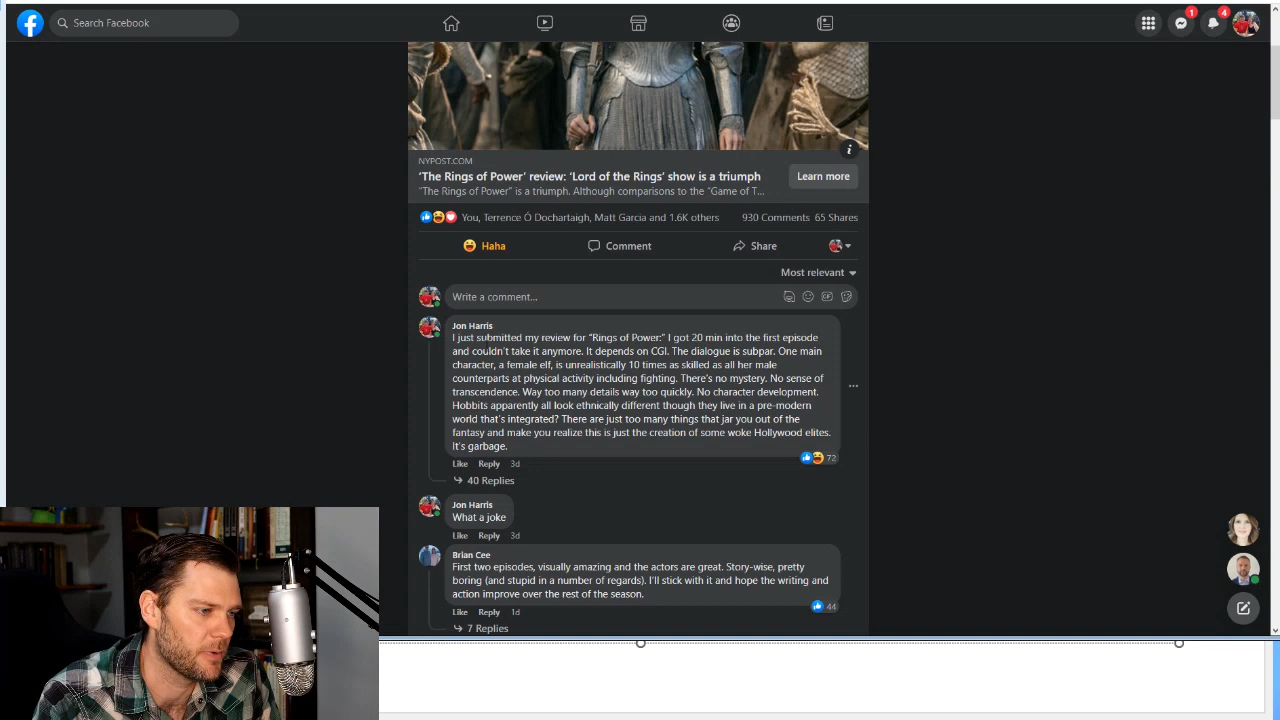 Search Facebook
1
4
NYPOST.COM
‘The Rings of Power’ review: ‘Lord of the Rings’ show is a triumph
“The Rings of Power” is a triumph. Although comparisons to the “Game of T...
Learn more
You, Terrence Ó Dochartaigh, Matt Garcia and 1.6K others
930 Comments 65 Shares
Haha
Comment
Share
Most relevant
Write a comment...
GIF
Jon Harris
I just submitted my review for “Rings of Power:” I got 20 min into the first episode
and couldn’t take it anymore. It depends on CGI. The dialogue is subpar. One main
character, a female elf, is unrealistically 10 times as skilled as all her male
counterparts at physical activity including fighting. There’s no mystery. No sense of
transcendence. Way too many details way too quickly. No character development.
Hobbits apparently all look ethnically different though they live in a pre-modern
world that’s integrated? There are just too many things that jar you out of the
fantasy and make you realize this is just the creation of some woke Hollywood elites.
It’s garbage.
72
Like Reply 3d
40 Replies
Jon Harris
What a joke
Like Reply 3d
Brian Cee
First two episodes, visually amazing and the actors are great. Story-wise, pretty
boring (and stupid in a number of regards). I’ll stick with it and hope the writing and
action improve over the rest of the season.
44
Like Reply 1d
7 Replies